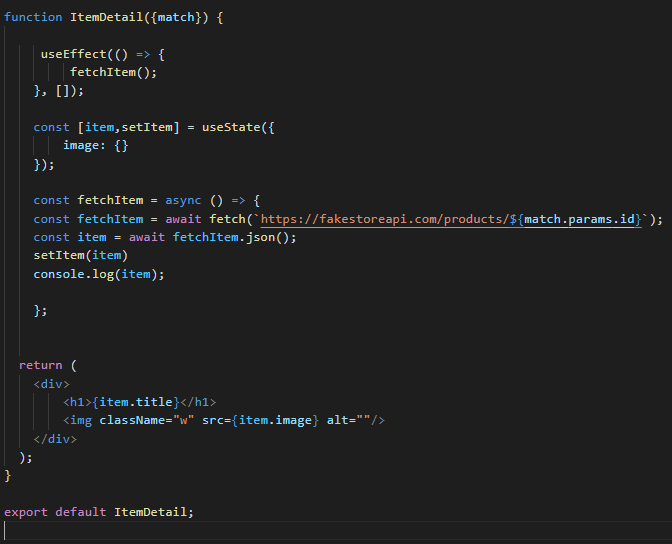 function ItemDetail({match}) {
useEffect(() => {
fetchItem();
}, []);
const [item,setItem] = useState({
image: {}
});
const fetchItem = async () => {
const fetchItem = await fetch(`https://fakestoreapi.com/products/${match.params.id}`);
const item = await fetchItem.json();
setItem(item)
console.log(item);
};
return (
<div>
<h1>{item.title}</h1>
<img className="w" src={item.image} alt=""/>
</div>
);
}
export default ItemDetail;